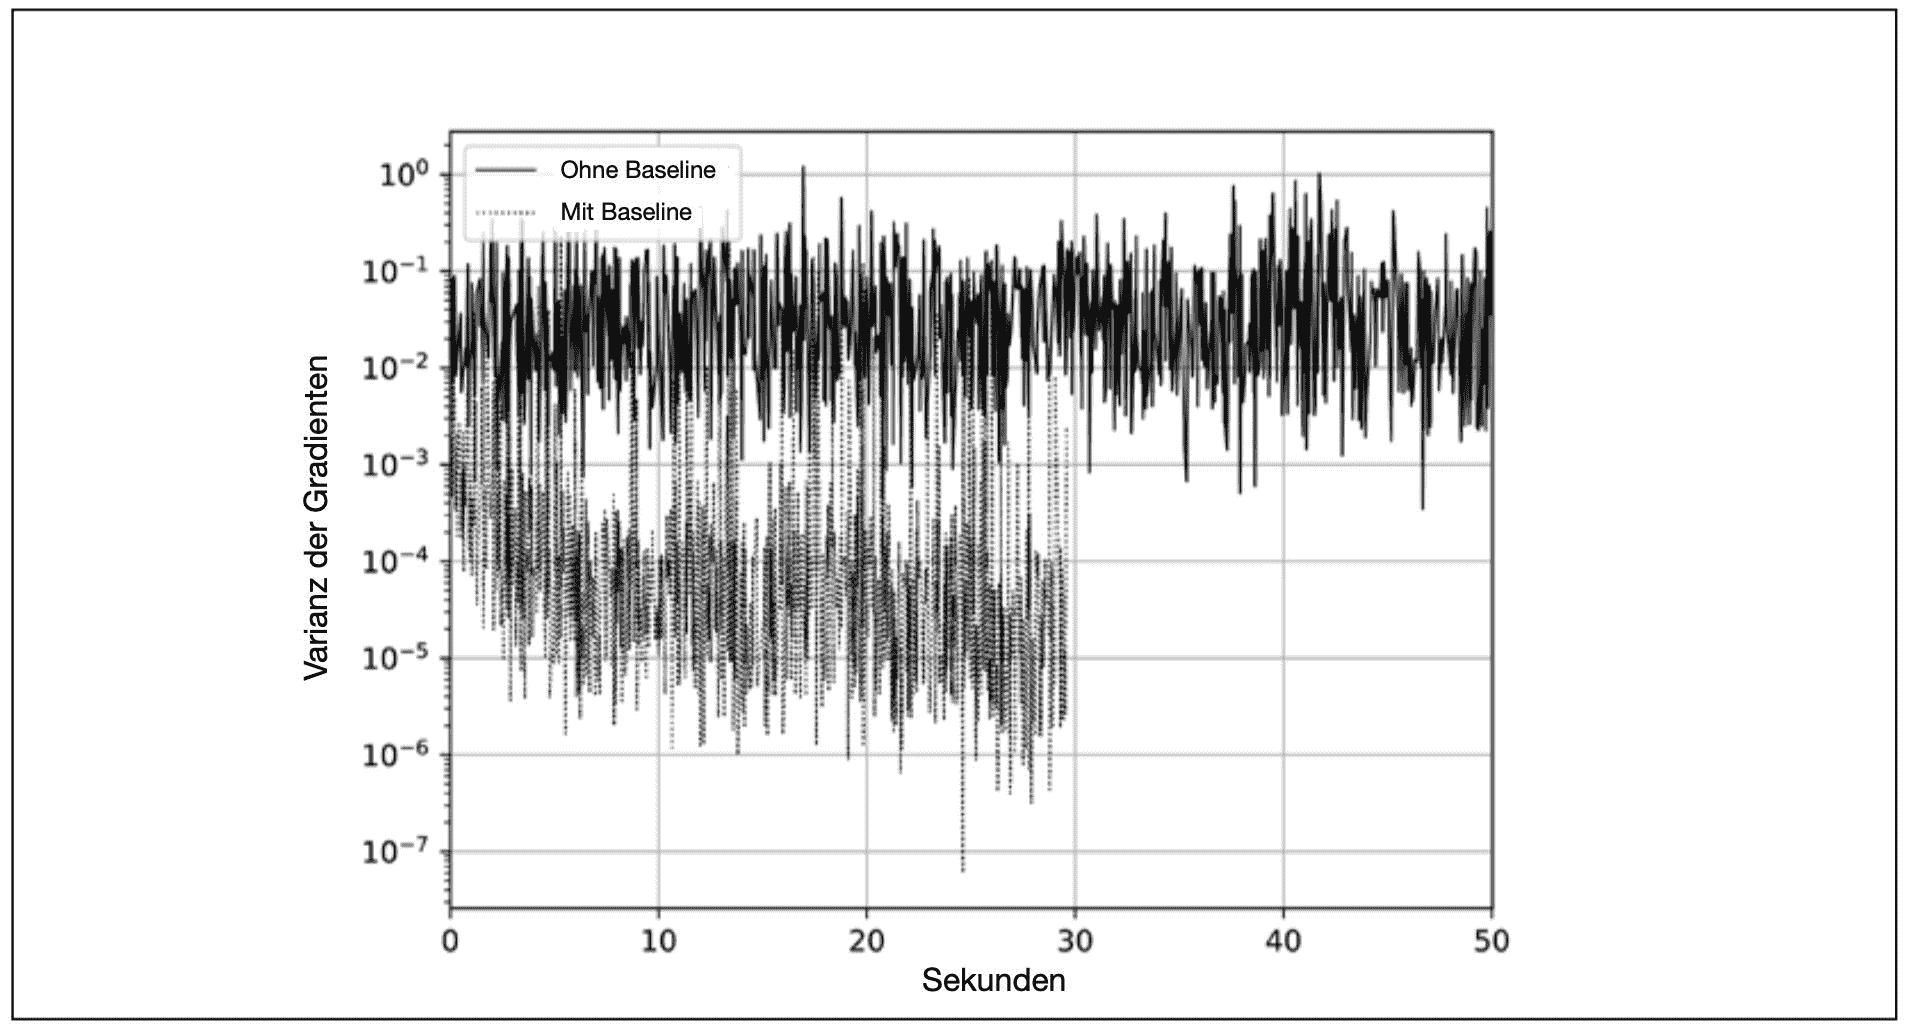 Ohne Baseline
Mit Baseline
10⁰
10⁻¹
10⁻²
10⁻³
10⁻⁴
10⁻⁵
10⁻⁶
10⁻⁷
Varianz der Gradienten
0 10 20 30 40 50
Sekunden